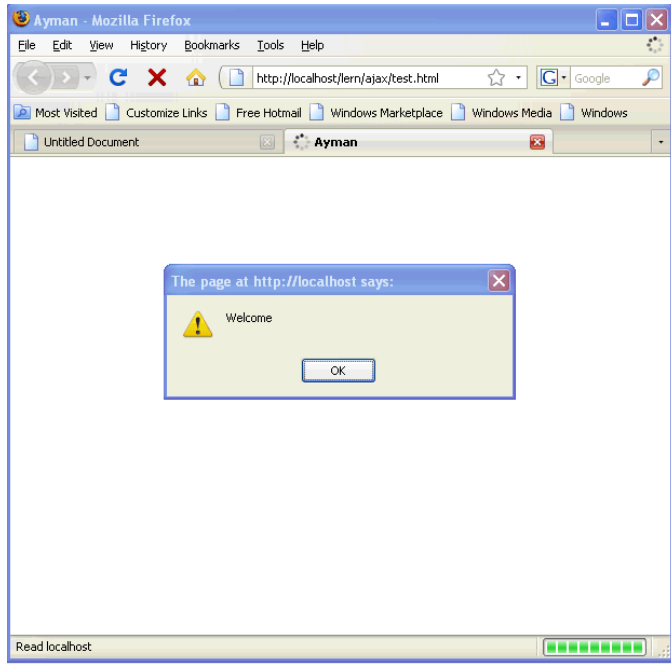 Ayman - Mozilla Firefox
File Edit View History Bookmarks Tools Help
http://localhost/lern/ajax/test.html G Google
Most Visited Customize Links Free Hotmail Windows Marketplace Windows Media Windows
Untitled Document Ayman
The page at http://localhost says:
Welcome
OK
Read localhost